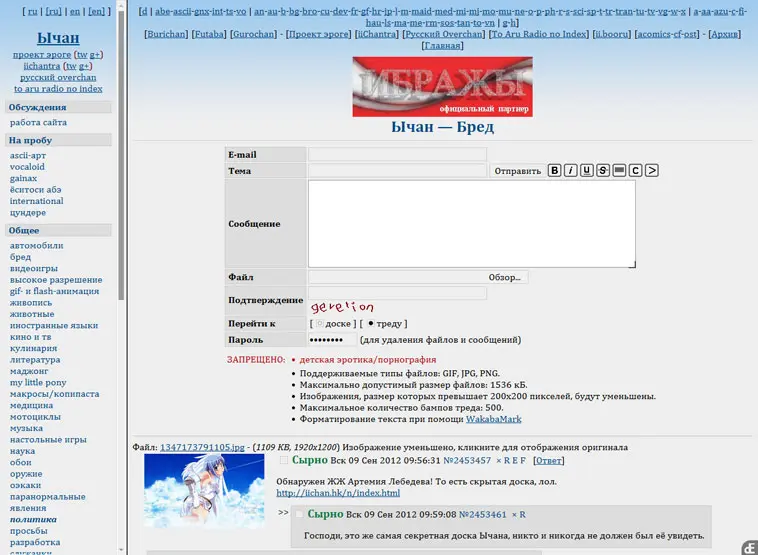 [ ru | [ru] | en | [en] ]
Ычан
проект эроге (tw g+)
iichantra (tw g+)
русский overchan
to aru radio no index
Обсуждения
работа сайта
На пробу
ascii-арт
vocaloid
gainax
ёситоси абэ
international
цундере
Общее
автомобили
бред
видеоигры
высокое разрешение
gif- и flash-анимация
живопись
животные
иностранные языки
кино и тв
кулинария
литература
маджонг
my little pony
макросы/копипаста
медицина
мотоциклы
музыка
настольные игры
наука
обои
оружие
оэкаки
паранормальные
явления
политика
просьбы
разработка
служанки
[d | abe-ascii-gnx-int-ts-vo | an-au-b-bg-bro-cu-dev-fr-gf-hr-jp-l-m-maid-med-mi-mj-mo-mu-ne-o-p-ph-r-s-sci-sp-t-tr-tran-tu-tv-vg-w-x | a-aa-azu-c-fi-
hau-ls-ma-me-rm-sos-tan-to-vn | g-h]
[Burichan] [Futaba] [Gurochan] - [Проект эроге] [iiChantra] [Русский Overchan] [To Aru Radio no Index] [ii.booru] [acomics-cf-ost] - [Архив]
[Главная]
ИБРАЖЫ
официальный партнер
Ычан — Бред
E-mail
Тема Отправить B i U S C >
Сообщение
Файл Обзор...
Подтверждение
gerelion
Перейти к [ доске ] [ треду ]
Пароль •••••••• (для удаления файлов и сообщений)
ЗАПРЕЩЕНО: • детская эротика/порнография
• Поддерживаемые типы файлов: GIF, JPG, PNG.
• Максимально допустимый размер файла: 1536 кБ.
• Изображения, размер которых превышает 200x200 пикселей, будут уменьшены.
• Максимальное количество бампов треда: 500.
• Форматирование текста при помощи WakabaMark
Файл: 1347173791105.jpg - (1109 KB, 1920x1200) Изображение уменьшено, кликните для отображения оригинала
Сырно Вск 09 Сен 2012 09:56:31 №2453457 × R E F [Ответ]
Обнаружен ЖЖ Артемия Лебедева! То есть скрытая доска, лол.
http://iichan.hk/n/index.html
>> Сырно Вск 09 Сен 2012 09:59:08 №2453461 × R
Господи, это же самая секретная доска Ычана, никто и никогда не должен был её увидеть.